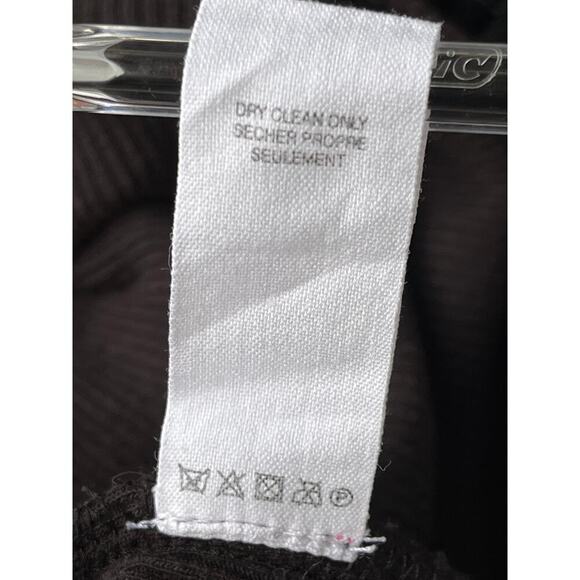 DRY CLEAN ONLY
SECHER PROPRE
SEULEMENT
P